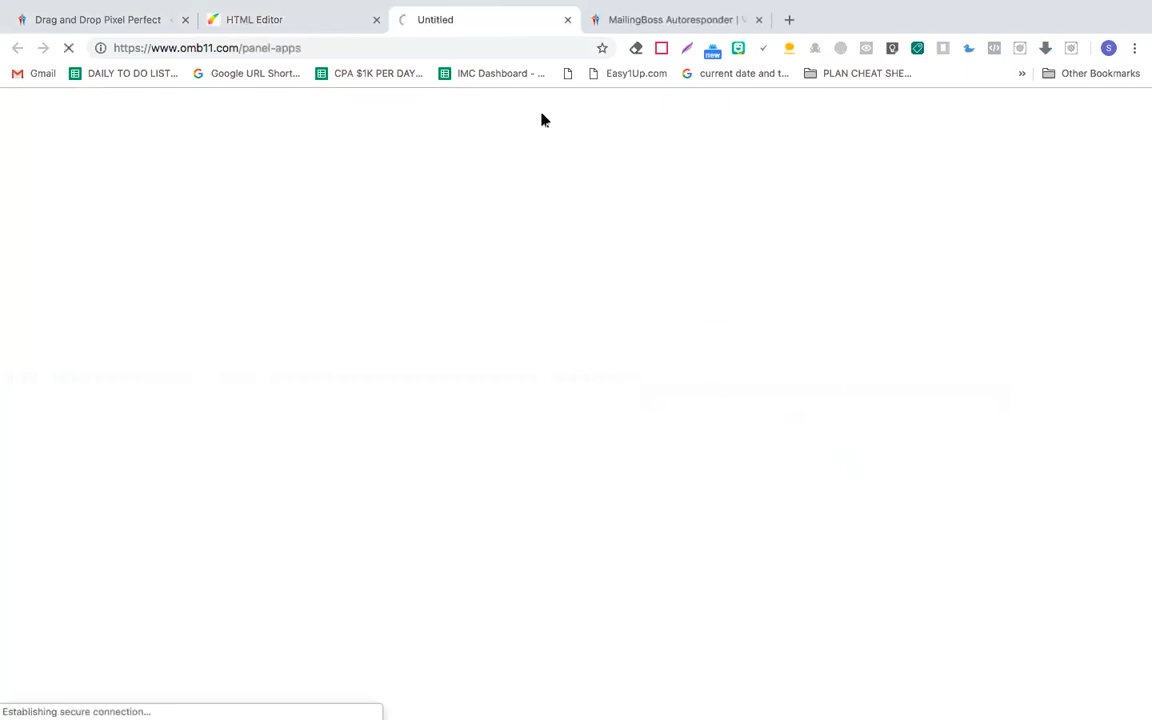 Drag and Drop Pixel Perfect
HTML Editor
Untitled
MailingBoss Autoresponder |
https://www.omb11.com/panel-apps
new
S
Gmail
DAILY TO DO LIST...
Google URL Short...
CPA $1K PER DAY...
IMC Dashboard - ...
Easy1Up.com
current date and t...
PLAN CHEAT SHE...
»
Other Bookmarks
Establishing secure connection...